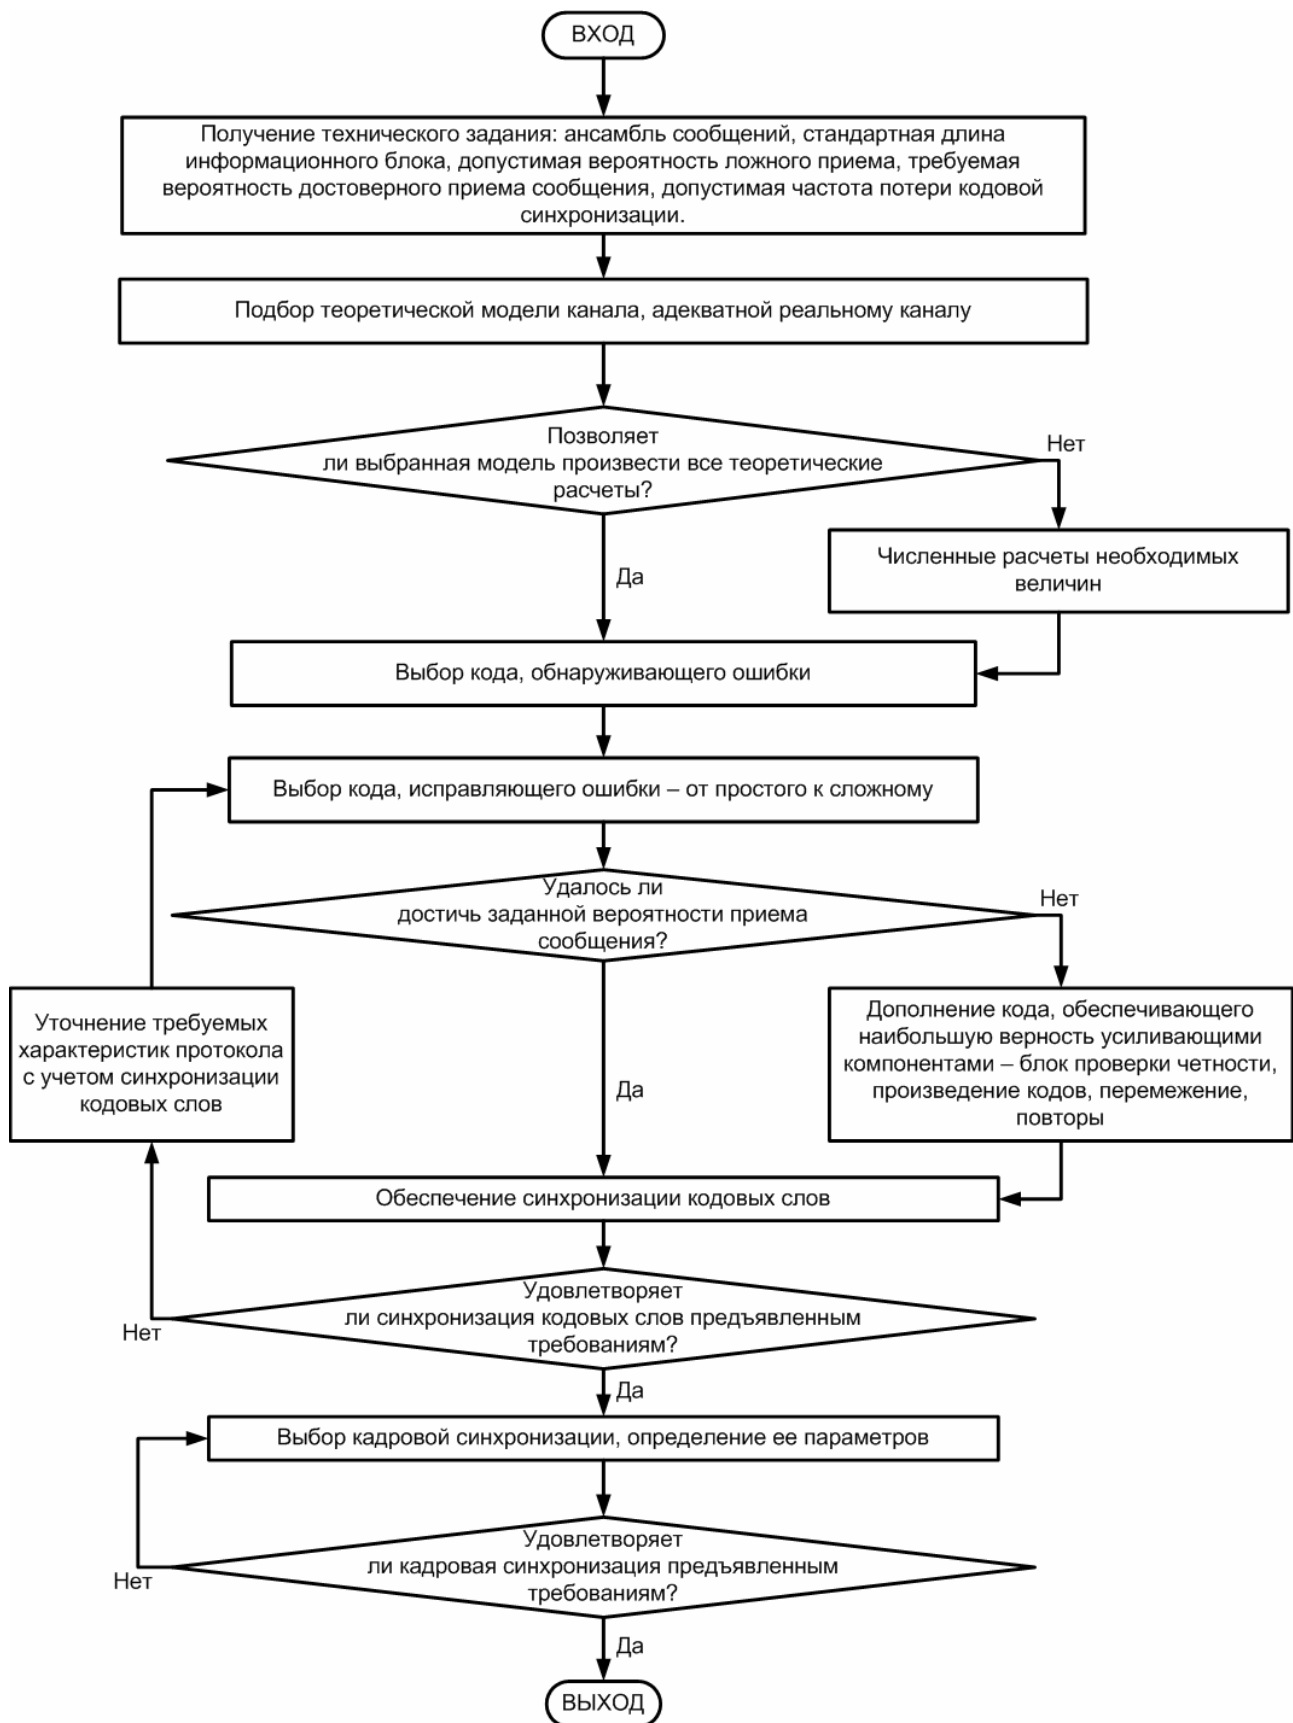 ВХОД
Получение технического задания: ансамбль сообщений, стандартная длина
информационного блока, допустимая вероятность ложного приема, требуемая
вероятность достоверного приема сообщения, допустимая частота потери кодовой
синхронизации.
Подбор теоретической модели канала, адекватной реальному каналу
Позволяет
ли выбранная модель произвести все теоретические
расчеты?
Нет
Да
Численные расчеты необходимых
величин
Выбор кода, обнаруживающего ошибки
Выбор кода, исправляющего ошибки – от простого к сложному
Удалось ли
достичь заданной вероятности приема
сообщения?
Нет
Уточнение требуемых
характеристик протокола
с учетом синхронизации
кодовых слов
Да
Дополнение кода, обеспечивающего
наибольшую верность усиливающими
компонентами – блок проверки четности,
произведение кодов, перемежение,
повторы
Обеспечение синхронизации кодовых слов
Удовлетворяет
ли синхронизация кодовых слов предъявленным
требованиям?
Нет
Да
Выбор кадровой синхронизации, определение ее параметров
Удовлетворяет
ли кадровая синхронизация предъявленным
требованиям?
Нет
Да
ВЫХОД